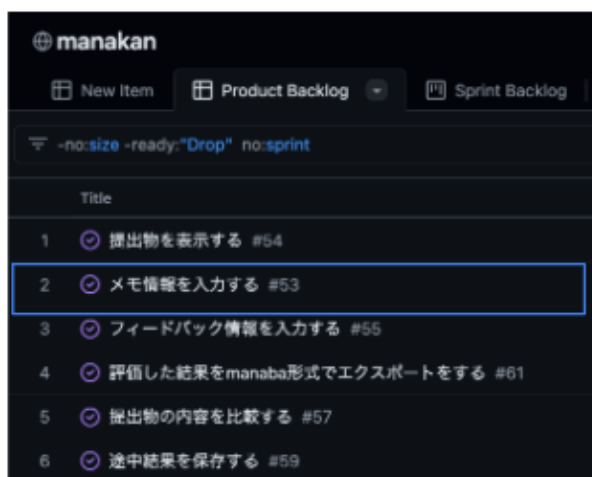 manakan
New Item Product Backlog Sprint Backlog
-no:size -ready:"Drop" no:sprint
Title
1 提出物を表示する #54
2 メモ情報を入力する #53
3 フィードバック情報を入力する #55
4 評価した結果をmanaba形式でエクスポートをする #61
5 提出物の内容を比較する #57
6 途中結果を保存する #59